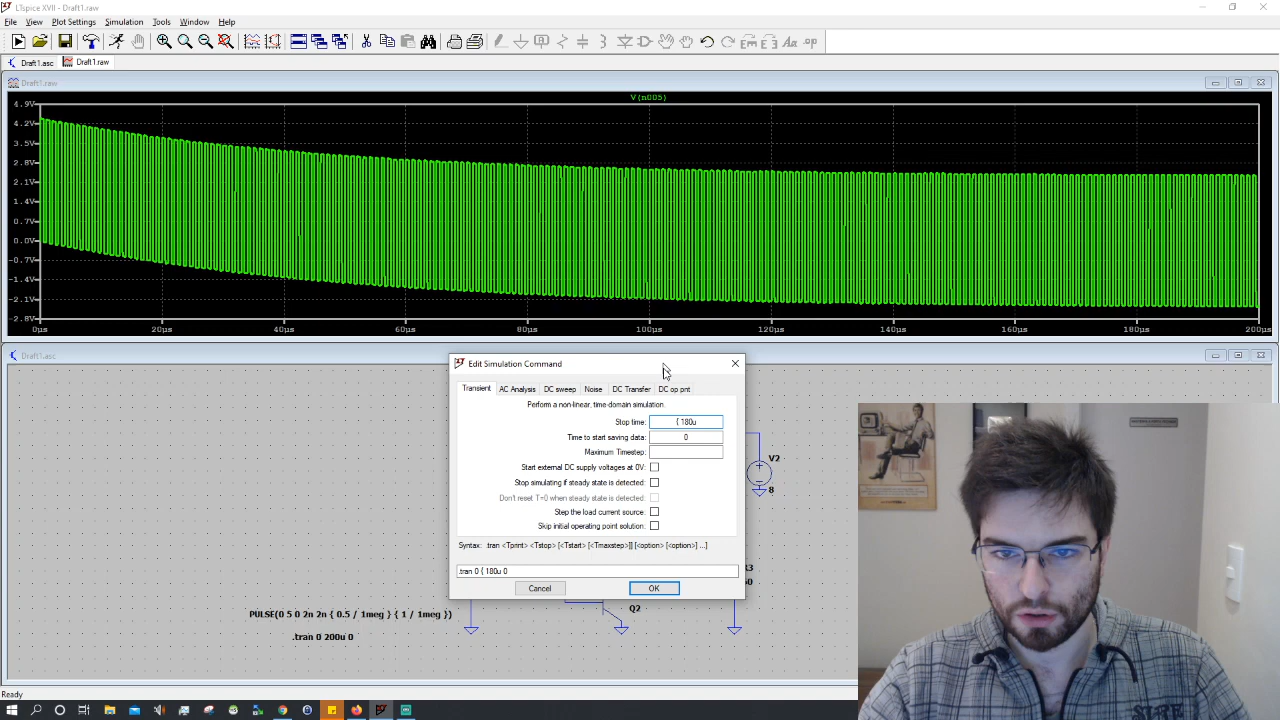 LTspice XVII - Draft1.raw
File View Plot Settings Simulation Tools Window Help
Draft1.asc Draft1.raw
Draft1.raw
V(n005)
4.9V
4.2V
3.5V
2.8V
2.1V
1.4V
0.7V
0.0V
-0.7V
-1.4V
-2.1V
-2.8V
0µs 20µs 40µs 60µs 80µs 100µs 120µs 140µs 160µs 180µs 200µs
Draft1.asc
Edit Simulation Command
Transient AC Analysis DC sweep Noise DC Transfer DC op pnt
Perform a non-linear, time-domain simulation.
Stop time: { 180u
Time to start saving data: 0
Maximum Timestep:
Start external DC supply voltages at 0V:
Stop simulating if steady state is detected:
Don't reset T=0 when steady state is detected:
Step the load current source:
Skip initial operating point solution:
Syntax: .tran <Tprint> <Tstop> [<Tstart> [<Tmaxstep>]] [<option> [<option>] ...]
.tran 0 { 180u 0
Cancel OK
V2
8
Q2
PULSE(0 5 0 2n 2n { 0.5 / 1meg } { 1 / 1meg })
.tran 0 200u 0
Ready